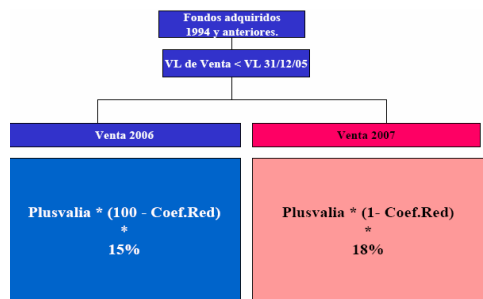 Fondos adquiridos
1994 y anteriores.
VL de Venta < VL 31/12/05
Venta 2006
Venta 2007
Plusvalia * (100 - Coef.Red)
*
15%
Plusvalia * (1- Coef.Red)
*
18%